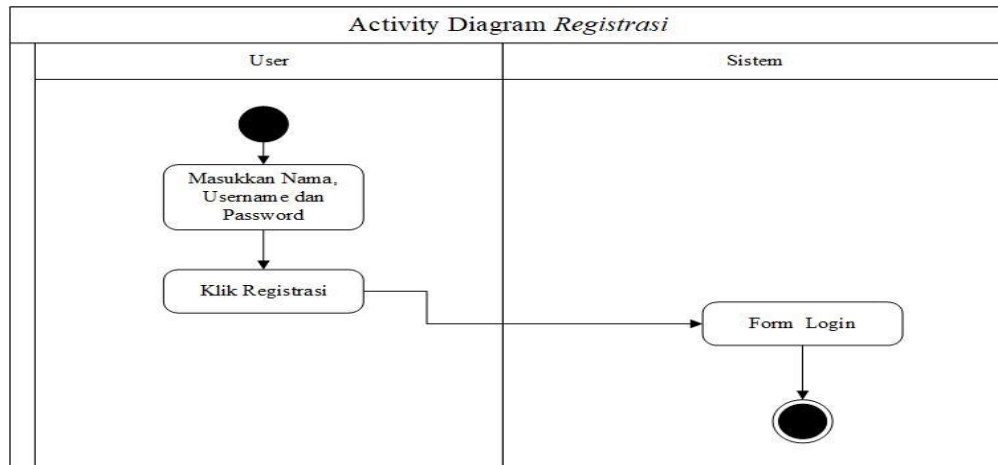 Activity Diagram Registrasi
User
Sistem
Masukkan Nama,
Username dan
Password
Klik Registrasi
Form Login